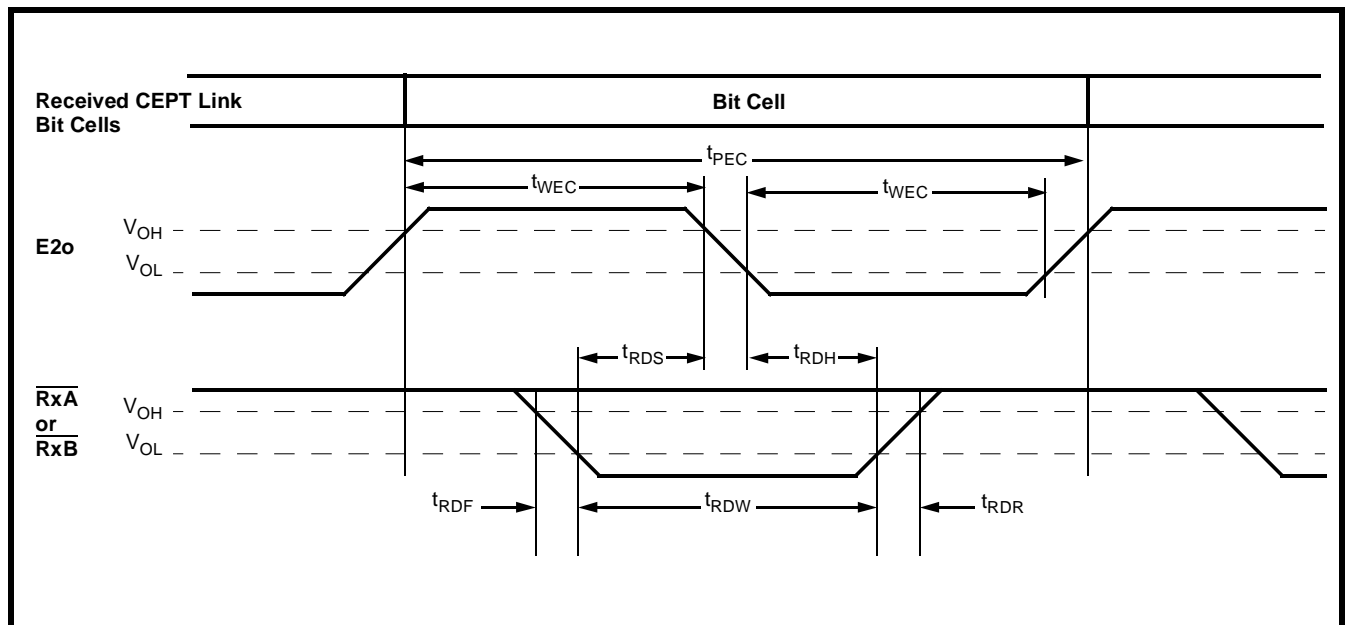 Received CEPT Link
Bit Cells
Bit Cell
tPEC
tWEC
tWEC
E2o
VOH
VOL
tRDS
tRDH
RxA
or
RxB
VOH
VOL
tRDF
tRDW
tRDR